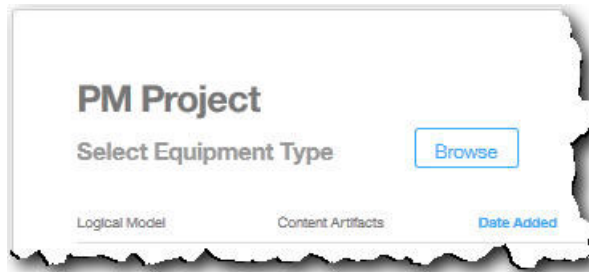 PM Project
Select Equipment Type Browse
Logical Model Content Artifacts Date Added